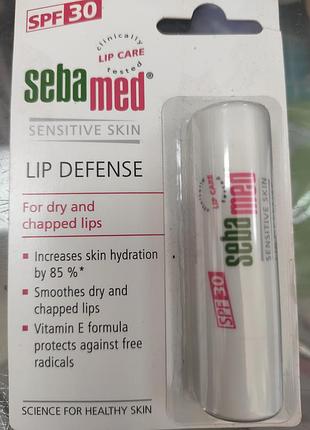 SPF 30
clinically
LIP CARE
tested
sebamed®
SENSITIVE SKIN
LIP DEFENSE
For dry and
chapped lips
Increases skin hydration
by 85 %*
Smoothes dry and
chapped lips
Vitamin E formula
protects against free
radicals
SCIENCE FOR HEALTHY SKIN
SPF 30
sebamed
SENSITIVE SKIN
clinically
LIP CARE
tested